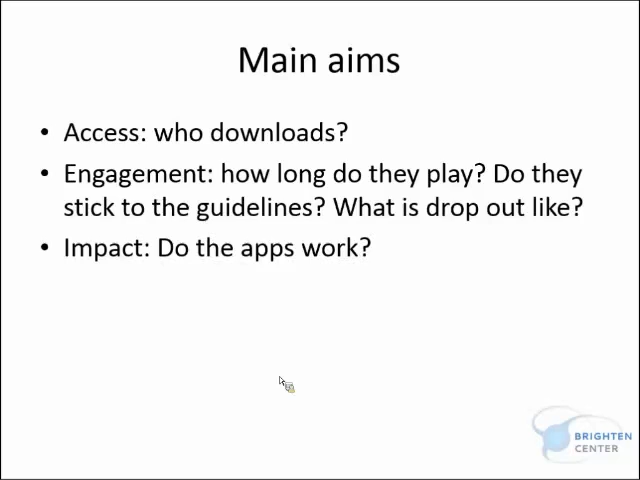 Main aims
• Access: who downloads?
• Engagement: how long do they play? Do they
stick to the guidelines? What is drop out like?
• Impact: Do the apps work?
BRIGHTEN
CENTER